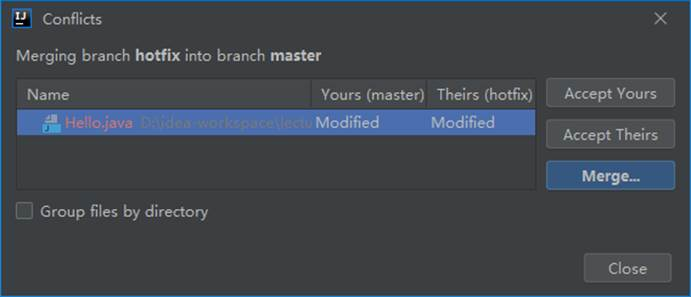 IJ Conflicts
Merging branch hotfix into branch master
Name Yours (master) Theirs (hotfix)
Hello.java D:\idea-workspace\lectu Modified Modified
Accept Yours
Accept Theirs
Merge...
Group files by directory
Close